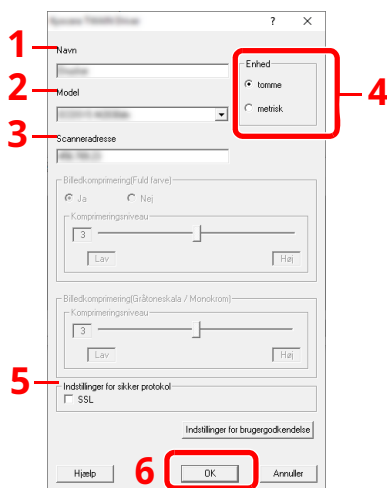 ? ×
1
Navn
Enhed
tomme
4
2
Model
metrisk
3
Scanneradresse
Billedkomprimering(Fuld farve)
Ja Nej
Komprimeringsniveau
3
Lav Høj
Billedkomprimering(Gråtoneskala / Monokrom)
Komprimeringsniveau
3
Lav Høj
5
Indstillinger for sikker protokol
SSL
Indstillinger for brugergodkendelse
6
Hjælp OK Annuller